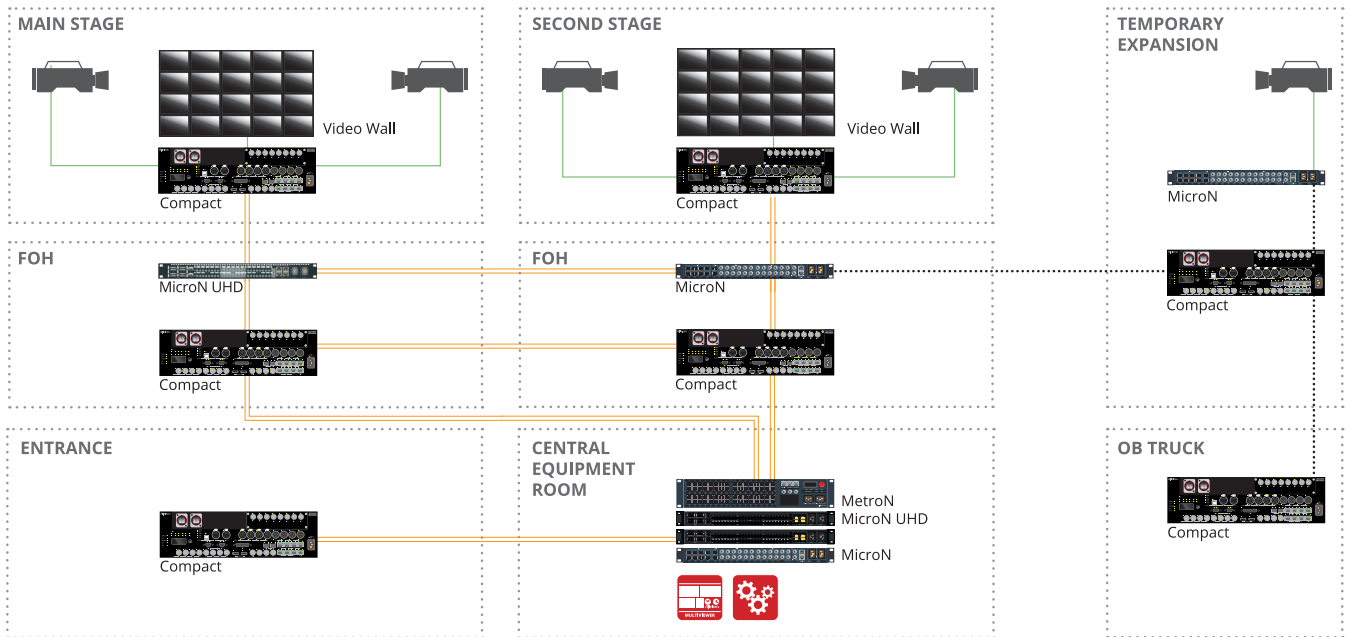 MAIN STAGE
Video Wall
Compact
SECOND STAGE
Video Wall
Compact
TEMPORARY
EXPANSION
MicroN
Compact
FOH
MicroN UHD
Compact
FOH
MicroN
Compact
ENTRANCE
Compact
CENTRAL
EQUIPMENT
ROOM
MetroN
MicroN UHD
MicroN
MULTIVIEWER
OB TRUCK
Compact